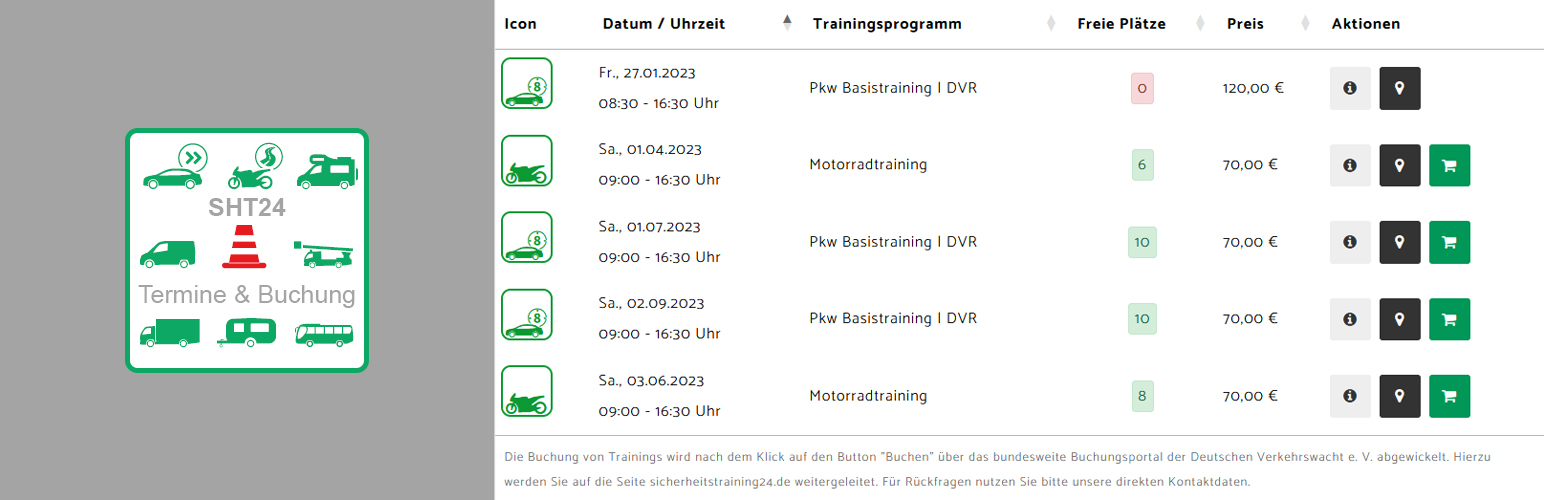 SHT24
Termine & Buchung
Icon Datum / Uhrzeit Trainingsprogramm Freie Plätze Preis Aktionen
8
Fr., 27.01.2023
08:30 - 16:30 Uhr
Pkw Basistraining I DVR 0 120,00 €
Sa., 01.04.2023
09:00 - 16:30 Uhr
Motorradtraining 6 70,00 €
8
Sa., 01.07.2023
09:00 - 16:30 Uhr
Pkw Basistraining I DVR 10 70,00 €
8
Sa., 02.09.2023
09:00 - 16:30 Uhr
Pkw Basistraining I DVR 10 70,00 €
Sa., 03.06.2023
09:00 - 16:30 Uhr
Motorradtraining 8 70,00 €
Die Buchung von Trainings wird nach dem Klick auf den Button "Buchen" über das bundesweite Buchungsportal der Deutschen Verkehrswacht e. V. abgewickelt. Hierzu
werden Sie auf die Seite sicherheitstraining24.de weitergeleitet. Für Rückfragen nutzen Sie bitte unsere direkten Kontaktdaten.